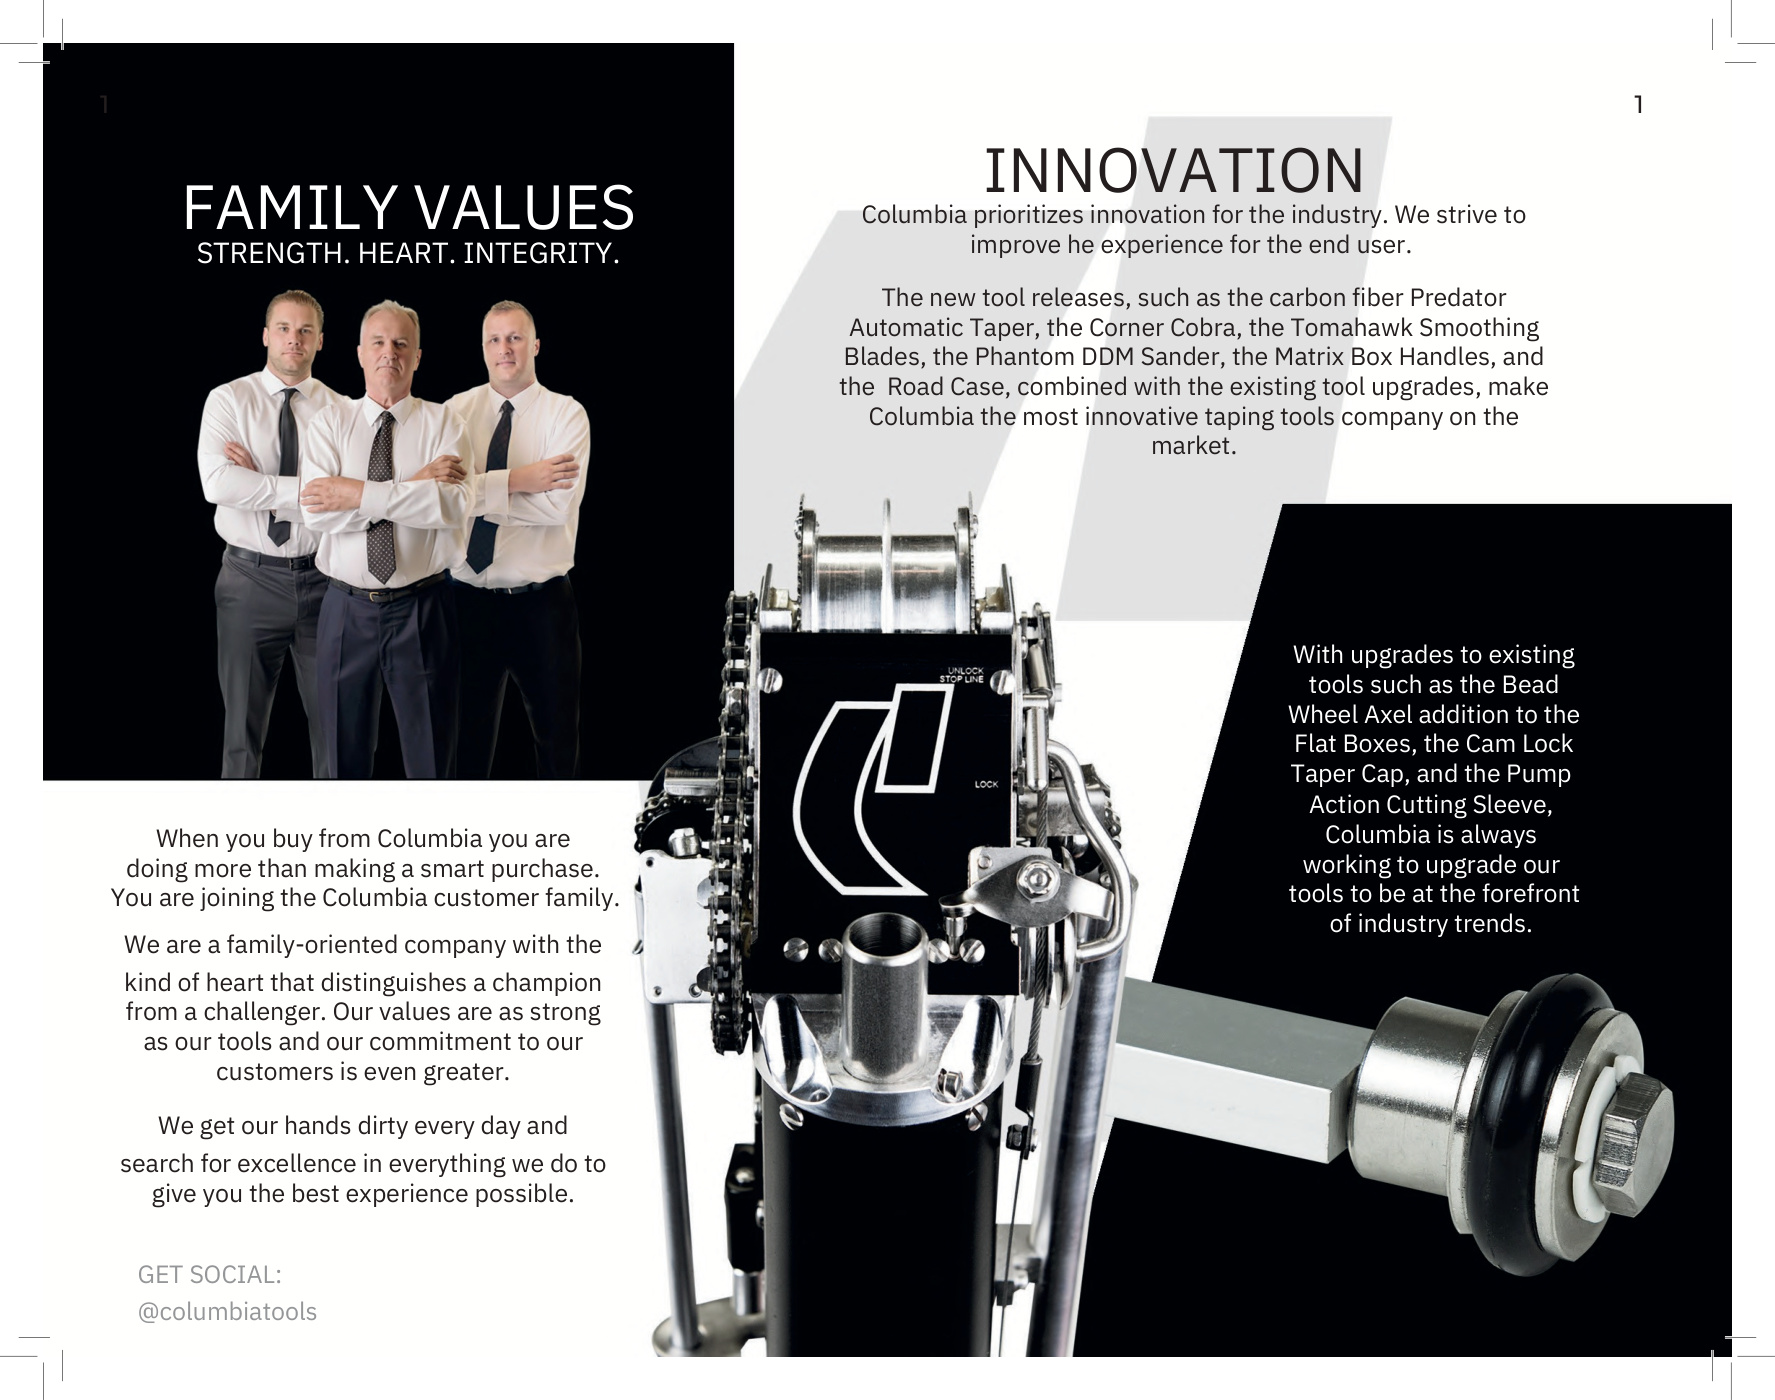 1
FAMILY VALUES
STRENGTH. HEART. INTEGRITY.
When you buy from Columbia you are
doing more than making a smart purchase.
You are joining the Columbia customer family.
We are a family-oriented company with the
kind of heart that distinguishes a champion
from a challenger. Our values are as strong
as our tools and our commitment to our
customers is even greater.
We get our hands dirty every day and
search for excellence in everything we do to
give you the best experience possible.
GET SOCIAL:
@columbiatools
1
INNOVATION
Columbia prioritizes innovation for the industry. We strive to
improve he experience for the end user.
The new tool releases, such as the carbon fiber Predator
Automatic Taper, the Corner Cobra, the Tomahawk Smoothing
Blades, the Phantom DDM Sander, the Matrix Box Handles, and
the  Road Case, combined with the existing tool upgrades, make
Columbia the most innovative taping tools company on the
market.
UNLOCK
STOP LINE
LOCK
With upgrades to existing
tools such as the Bead
Wheel Axel addition to the
Flat Boxes, the Cam Lock
Taper Cap, and the Pump
Action Cutting Sleeve,
Columbia is always
working to upgrade our
tools to be at the forefront
of industry trends.